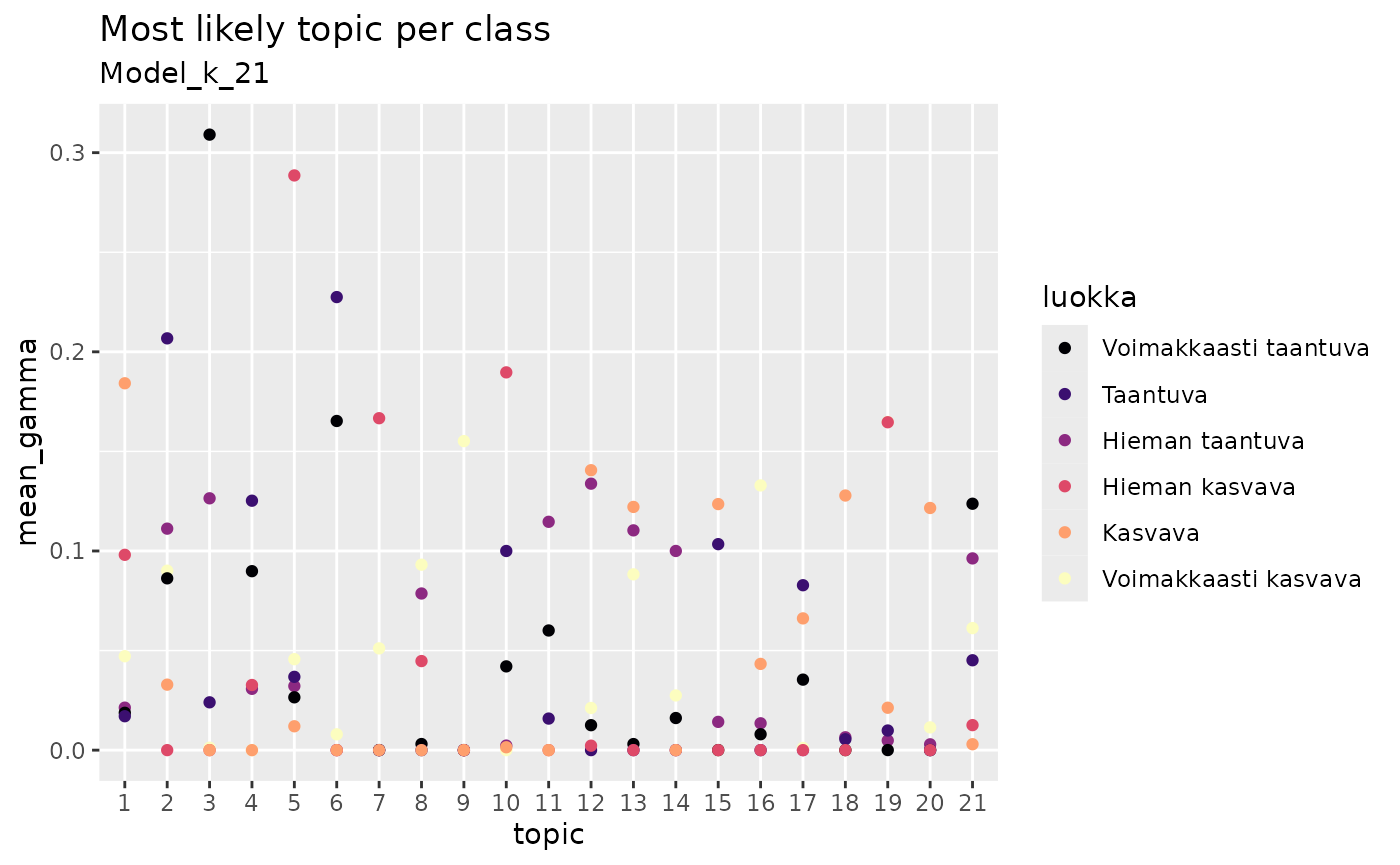 Most likely topic per class
Model_k_21
mean_gamma
0.3
0.2
0.1
0.0
1 2 3 4 5 6 7 8 9 10 11 12 13 14 15 16 17 18 19 20 21
topic
luokka
Voimakkaasti taantuva
Taantuva
Hieman taantuva
Hieman kasvava
Kasvava
Voimakkaasti kasvava